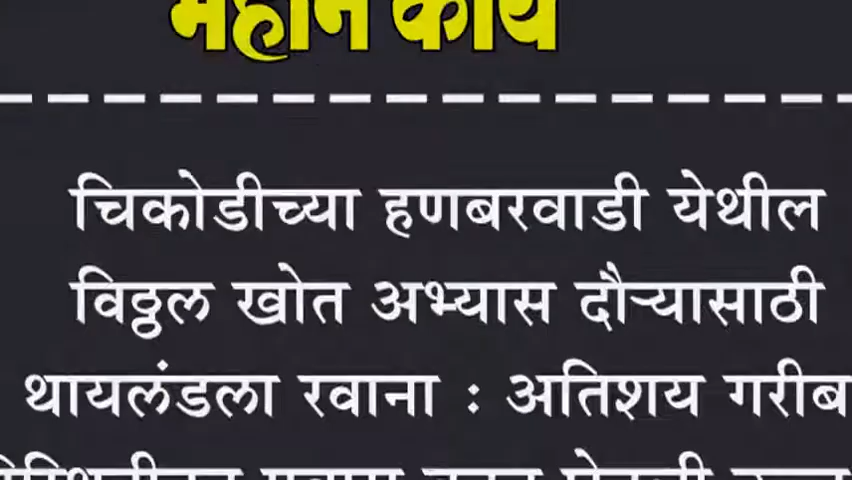 महान कार्य
चिकोडीच्या हणबरवाडी येथील
विठ्ठल खोत अभ्यास दौऱ्यासाठी
थायलंडला रवाना : अतिशय गरीब